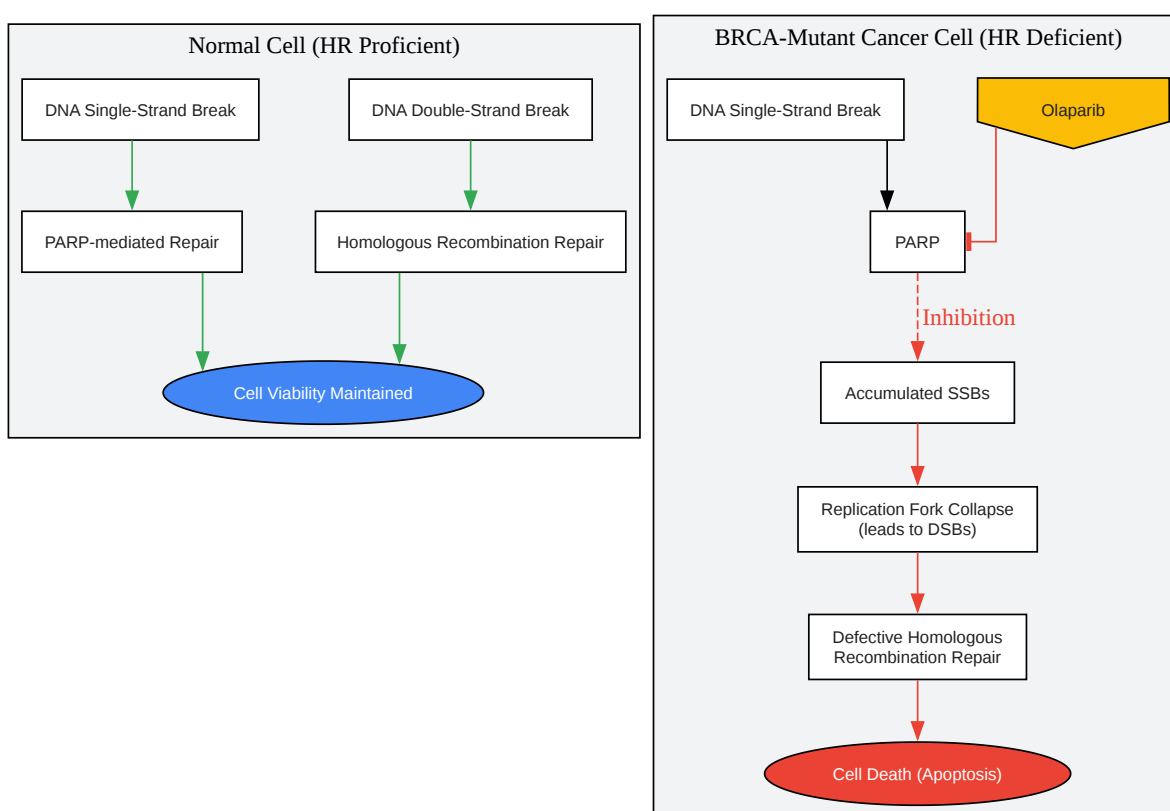 Normal Cell (HR Proficient)
DNA Single-Strand Break
DNA Double-Strand Break
PARP-mediated Repair
Homologous Recombination Repair
Cell Viability Maintained
BRCA-Mutant Cancer Cell (HR Deficient)
DNA Single-Strand Break
Olaparib
PARP
Inhibition
Accumulated SSBs
Replication Fork Collapse
(leads to DSBs)
Defective Homologous
Recombination Repair
Cell Death (Apoptosis)